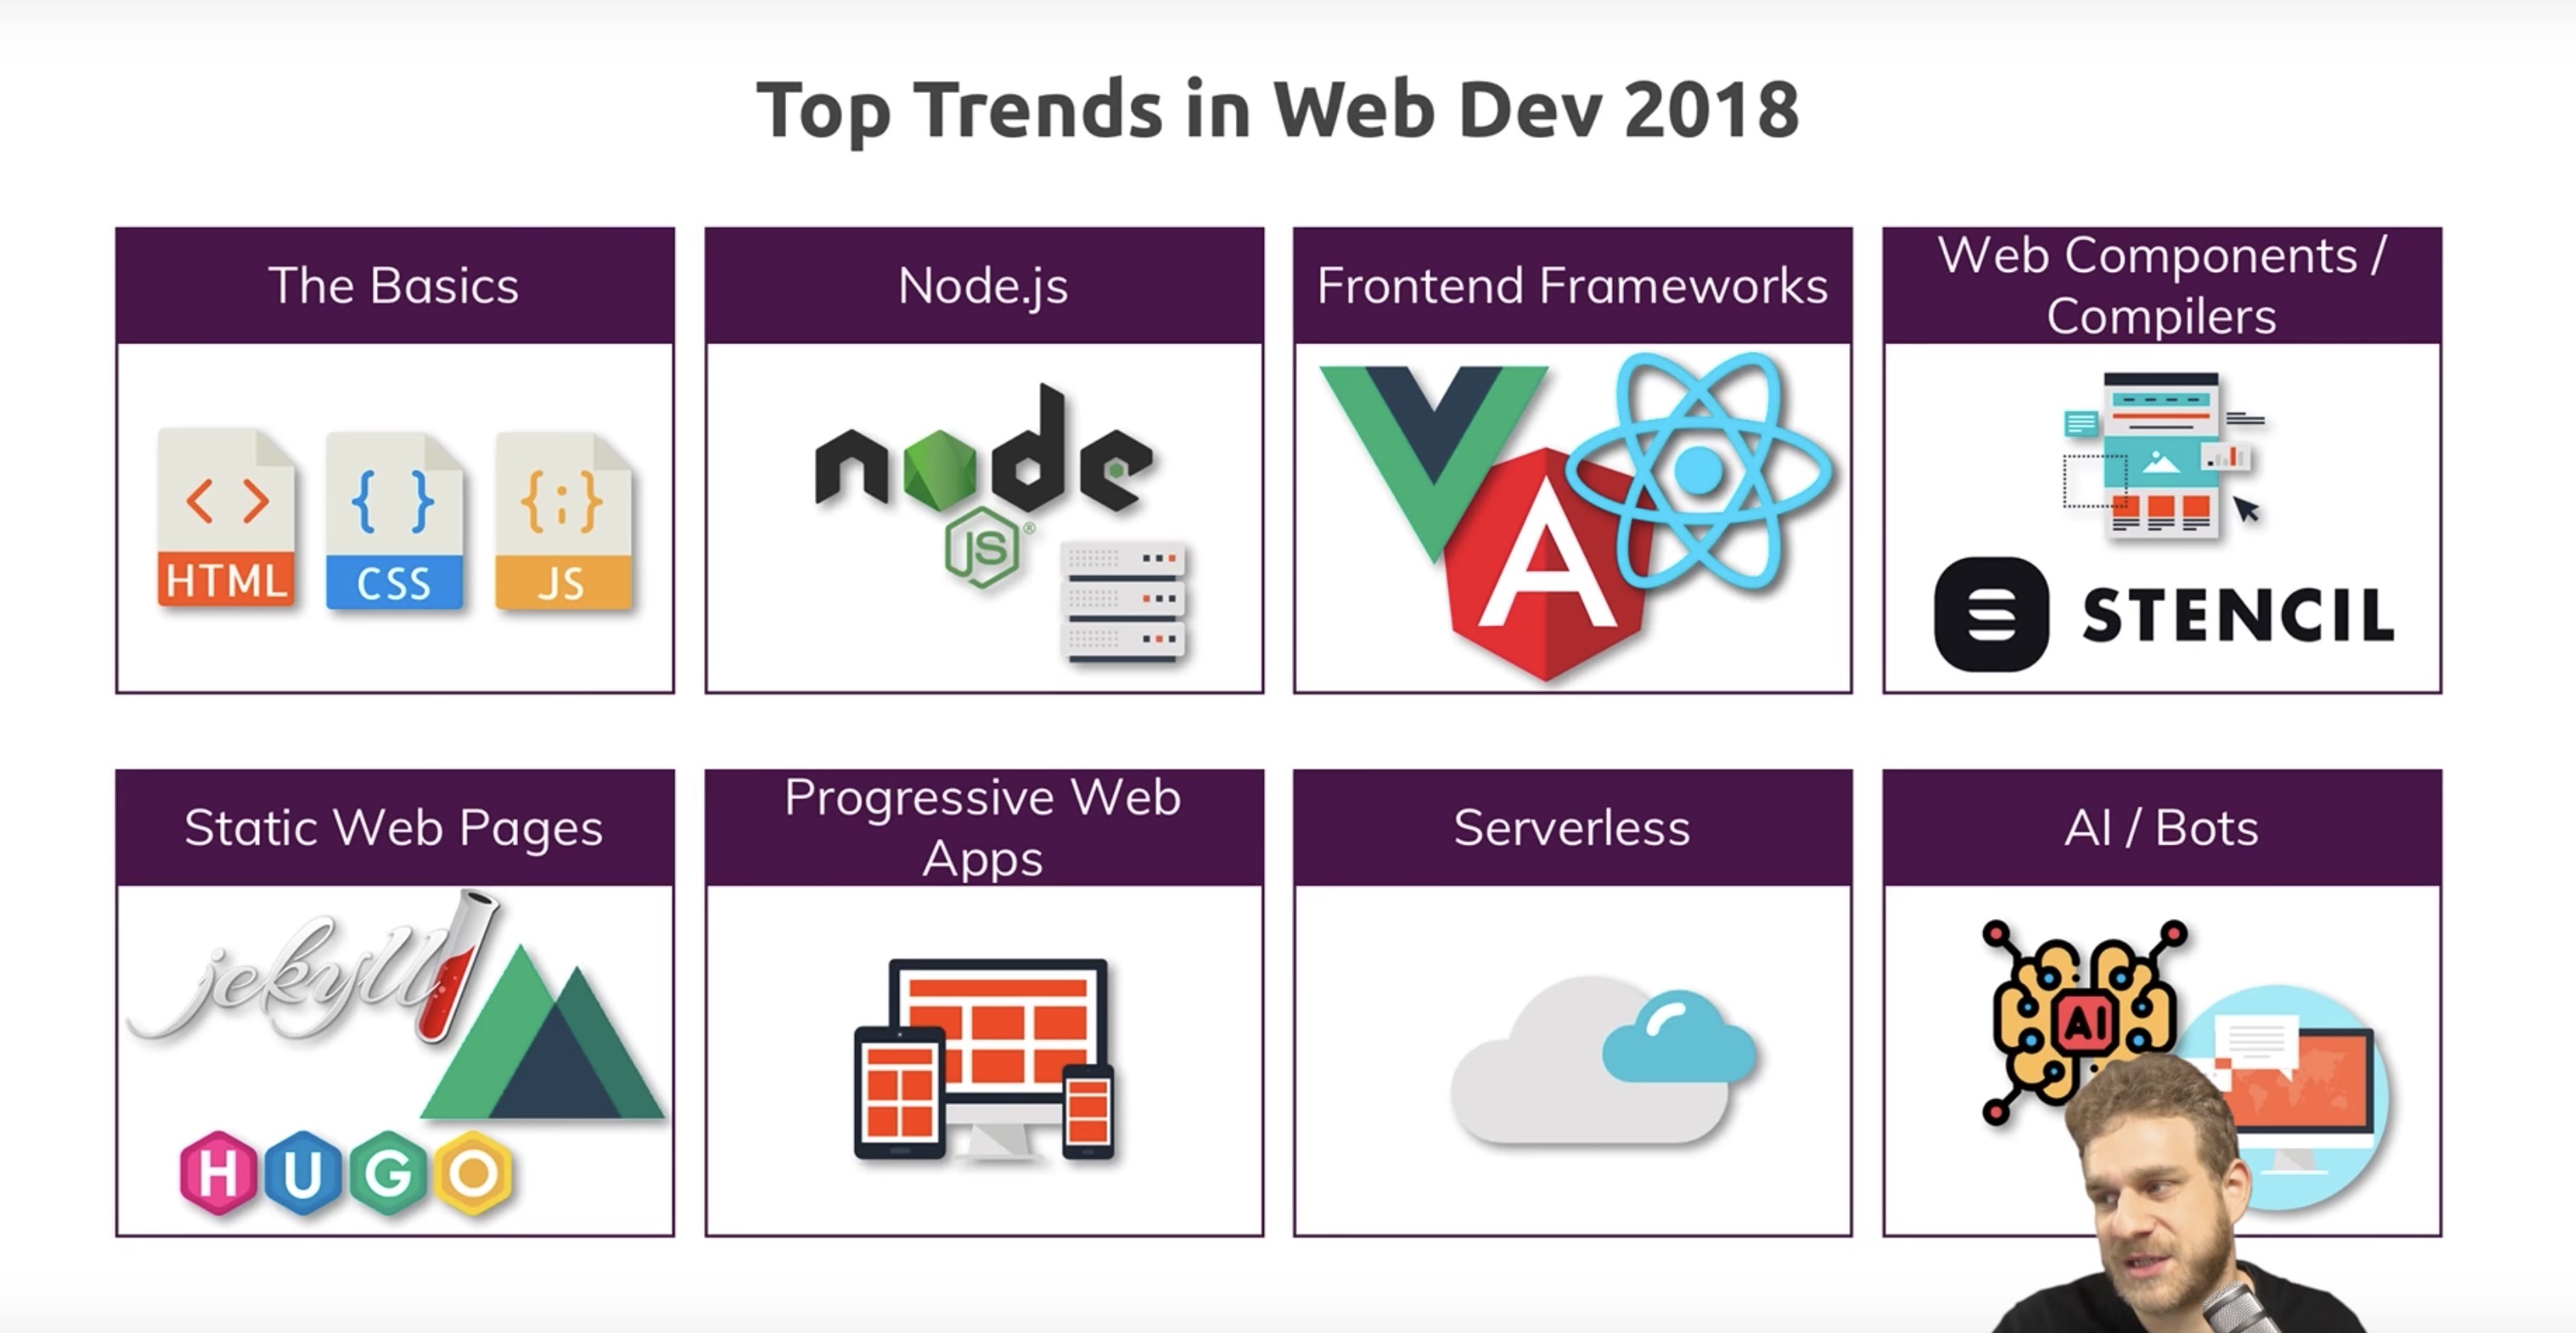 Top Trends in Web Dev 2018
The Basics
HTML
CSS
JS
Node.js
node
JS
®
Frontend Frameworks
A
Web Components /
Compilers
STENCIL
Static Web Pages
jekyll
HUGO
Progressive Web
Apps
Serverless
AI / Bots
AI